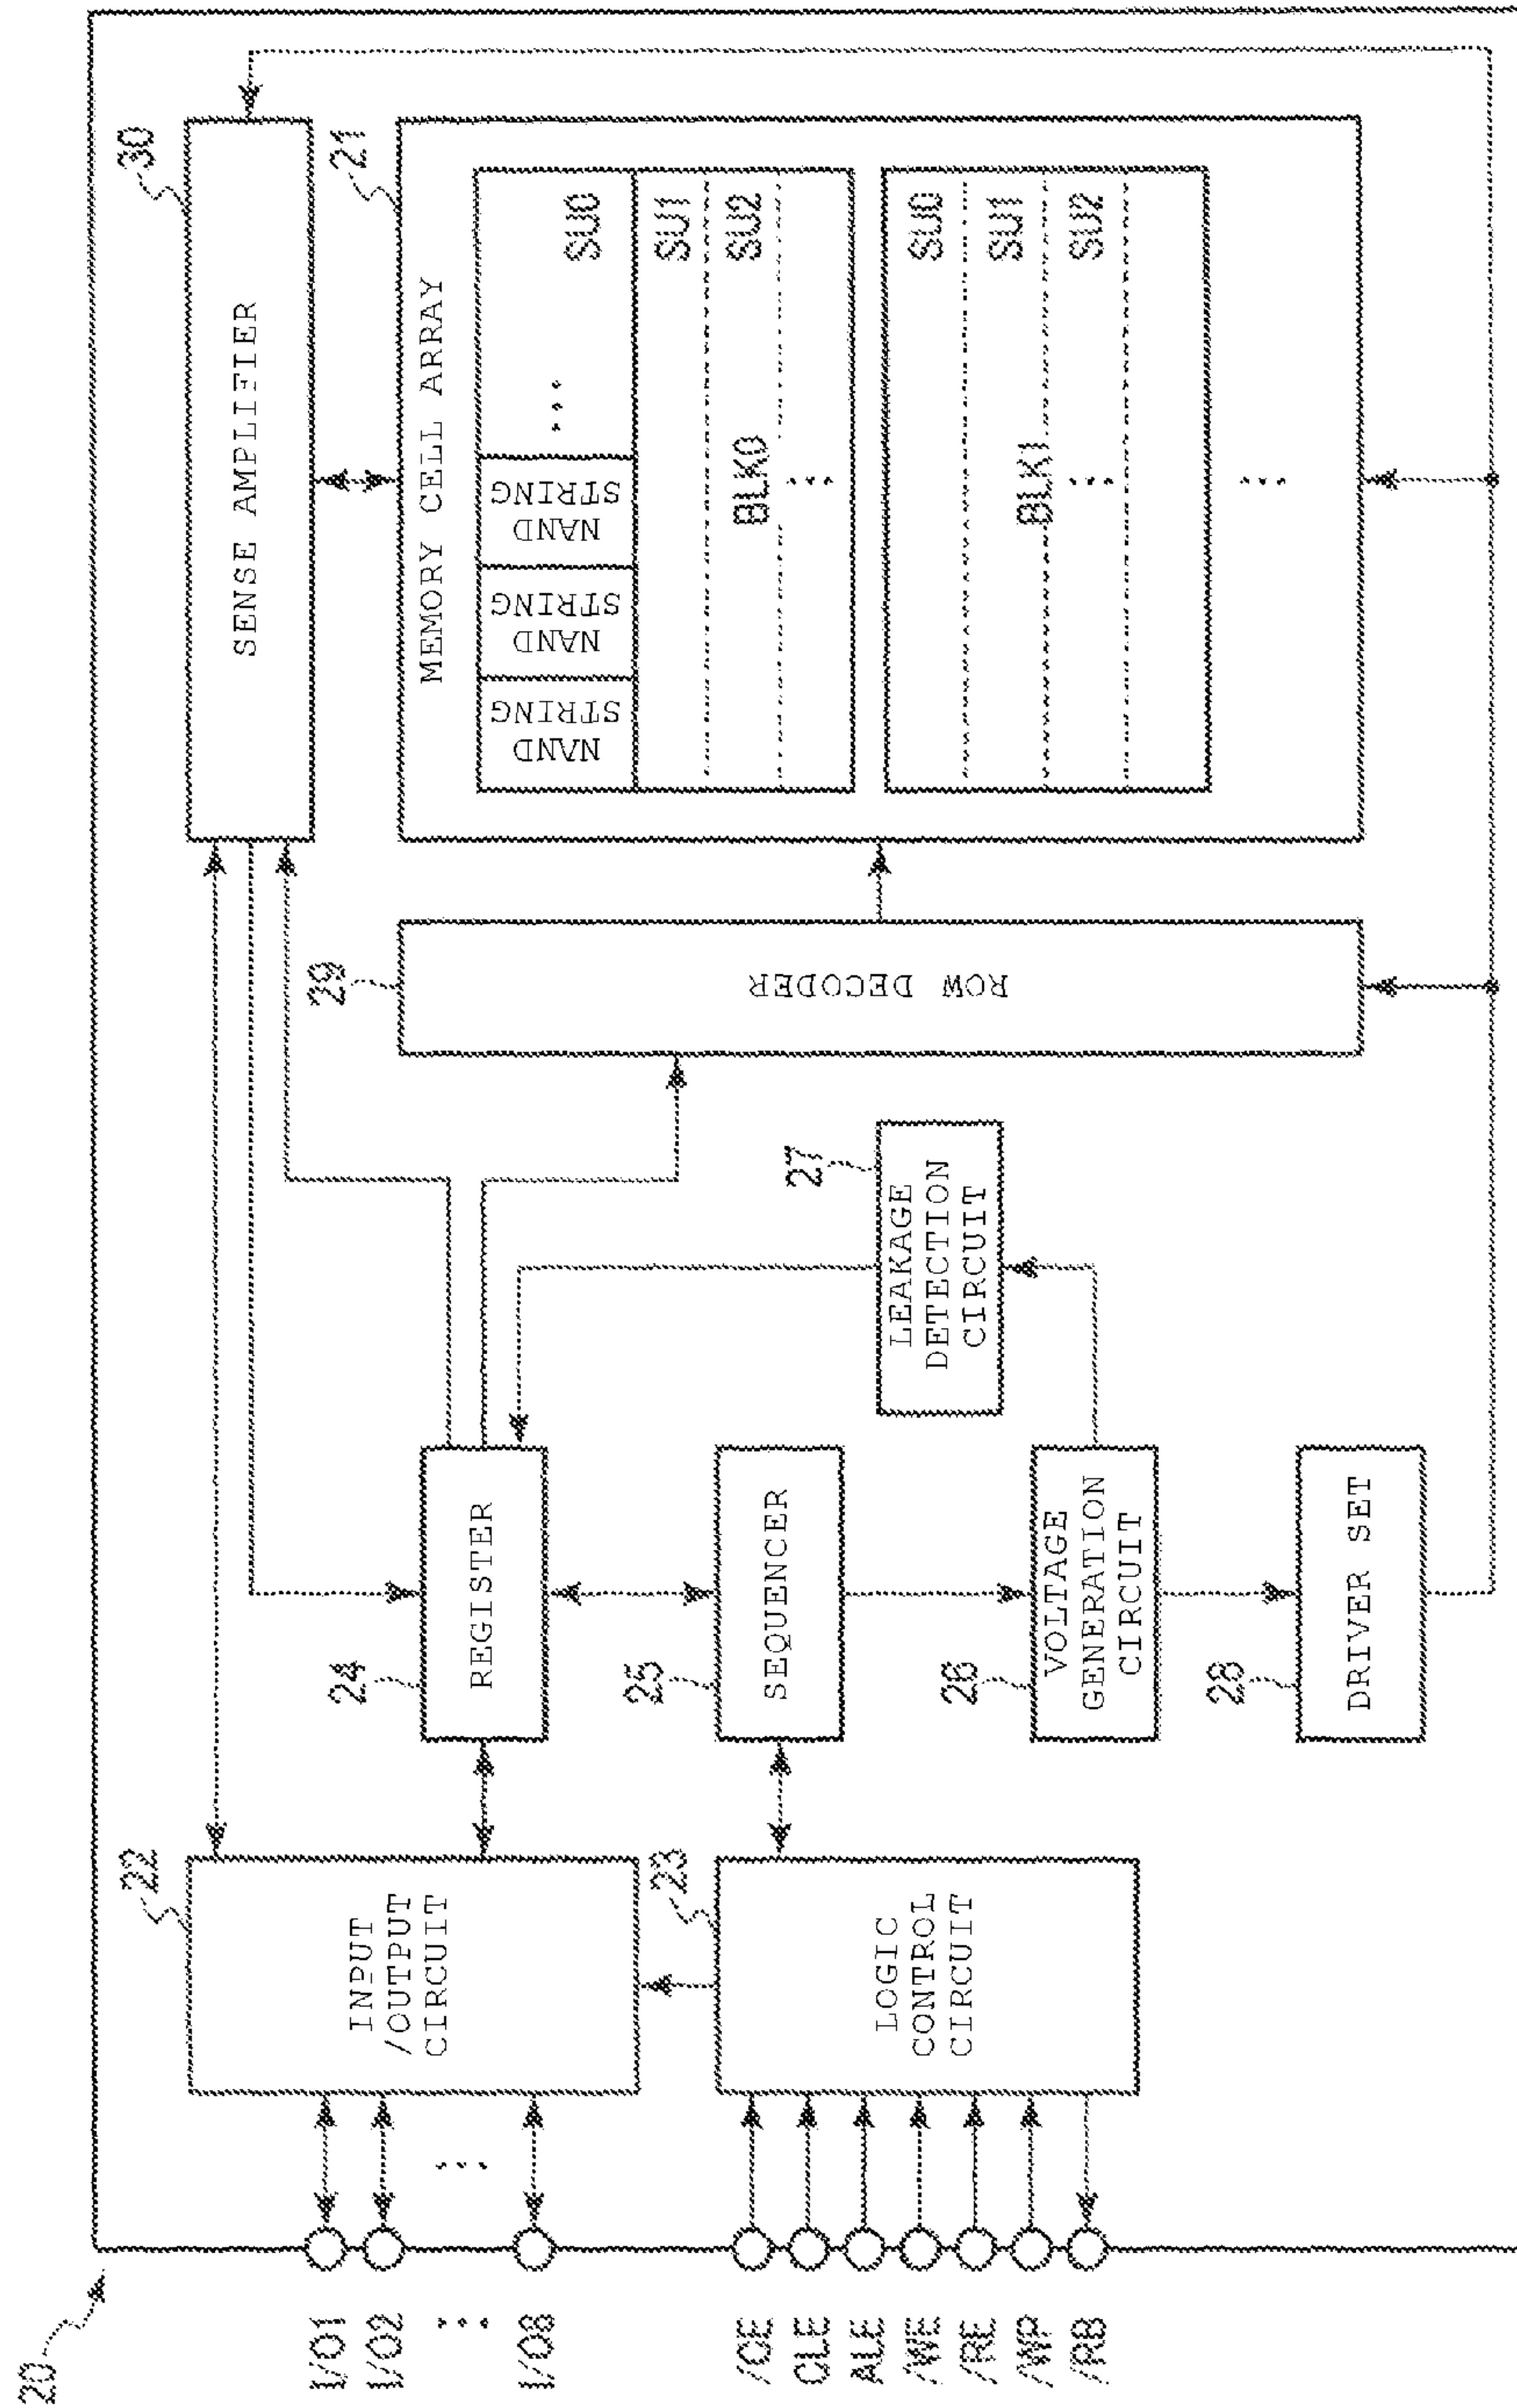 20
I/O1
I/O2
I/O8
/CE
CLE
ALE
/WE
/RE
/WP
/RB
22
INPUT
/OUTPUT
CIRCUIT
23
LOGIC
CONTROL
CIRCUIT
24
REGISTER
25
SEQUENCER
26
VOLTAGE
GENERATION
CIRCUIT
28
DRIVER SET
27
LEAKAGE
DETECTION
CIRCUIT
29
ROW DECODER
30
SENSE AMPLIFIER
21
MEMORY CELL ARRAY
NAND
STRING
NAND
STRING
NAND
STRING
...
SU0
SU1
SU2
BLK0
...
SU0
SU1
SU2
BLK1
...
...